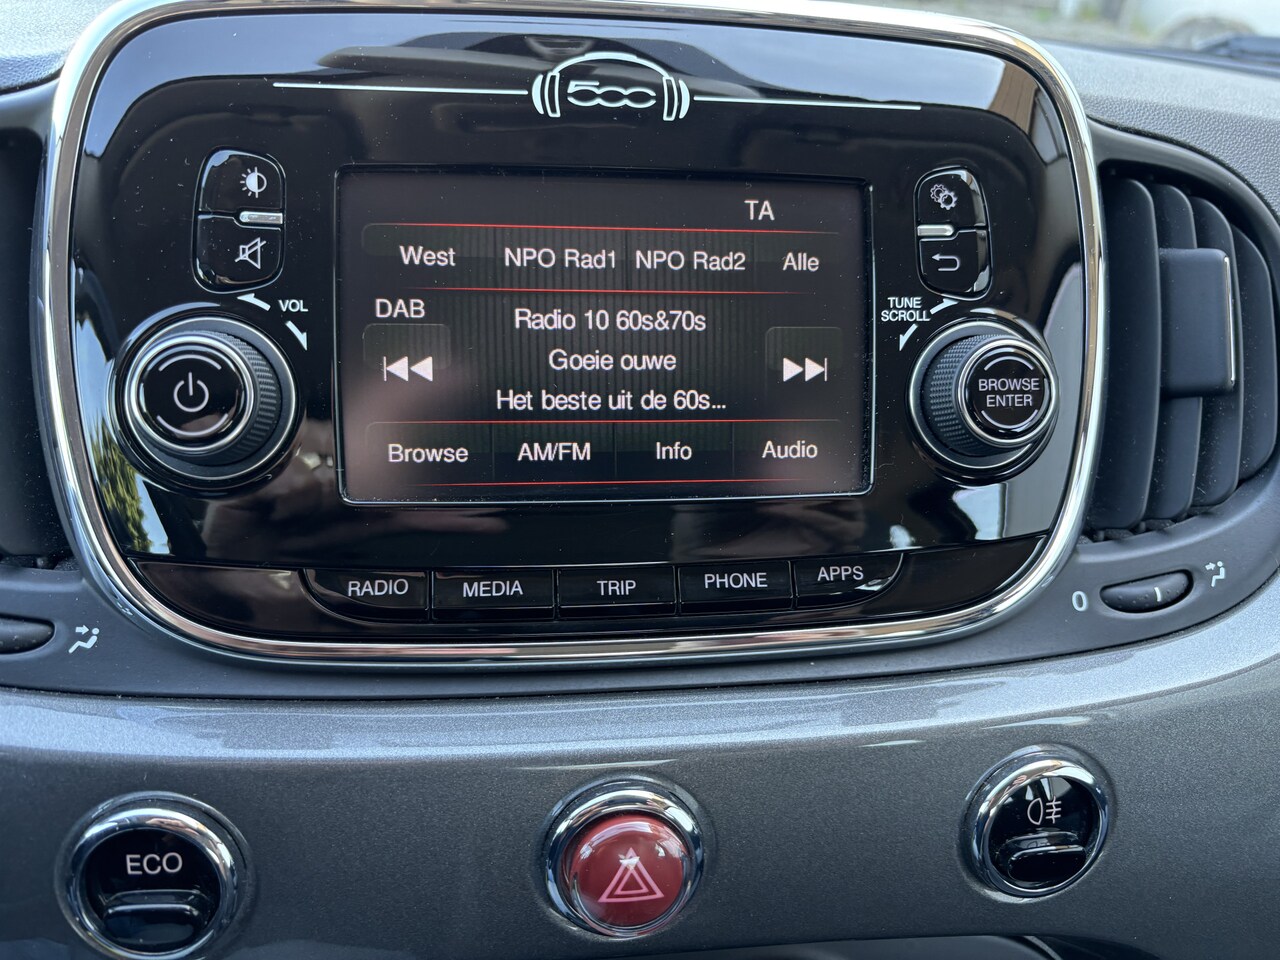 500
TA
West NPO Rad1 NPO Rad2 Alle
VOL
DAB
TUNE
SCROLL
Radio 10 60s&70s
Goeie ouwe
Het beste uit de 60s...
BROWSE
ENTER
Browse AM/FM Info Audio
RADIO MEDIA TRIP PHONE APPS
0 1
ECO